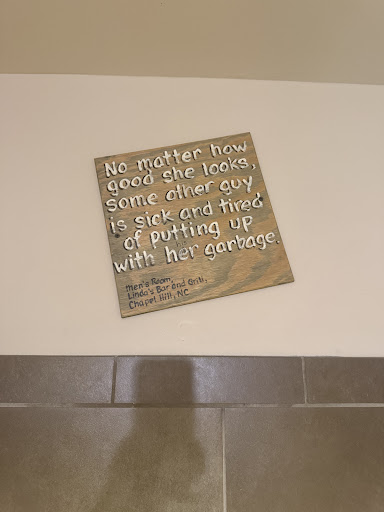 No matter how
good she looks,
some other guy
is sick and tired
of putting up
with her garbage.
Men's Room,
Linda's Bar and Grill,
Chapel Hill, NC